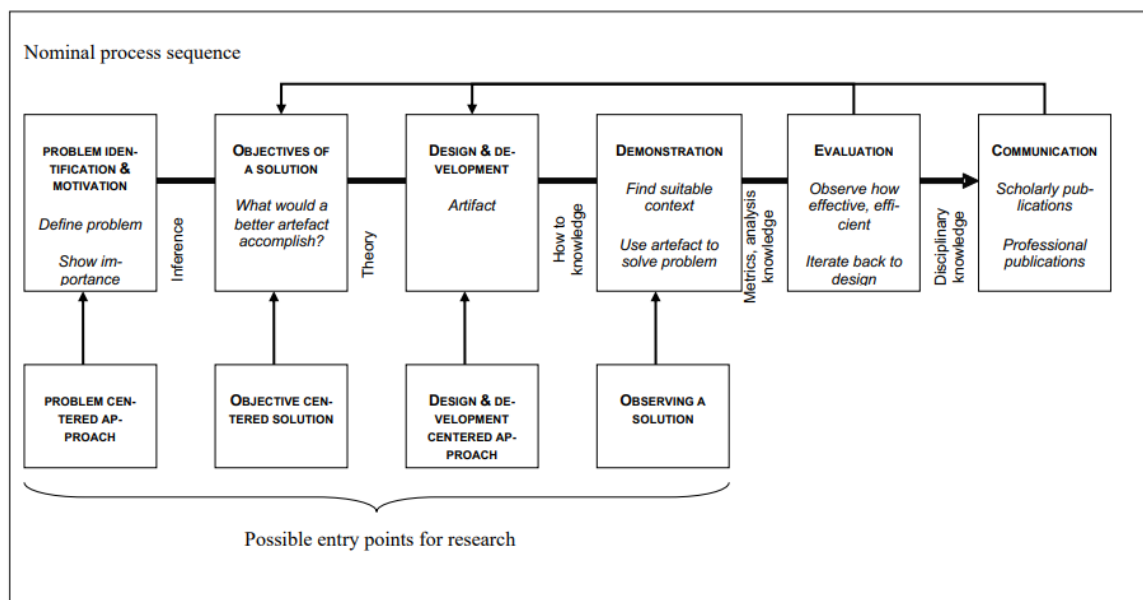 Nominal process sequence
PROBLEM IDEN-
TIFICATION &
MOTIVATION
Define problem
Show im-
portance
Inference
OBJECTIVES OF
A SOLUTION
What would a
better artefact
accomplish?
Theory
DESIGN & DE-
VELOPMENT
Artifact
How to
knowledge
DEMONSTRATION
Find suitable
context
Use artefact to
solve problem
Metrics, analysis
knowledge
EVALUATION
Observe how
effective, effi-
cient
Iterate back to
design
Disciplinary
knowledge
COMMUNICATION
Scholarly pub-
lications
Professional
publications
PROBLEM CEN-
TERED AP-
PROACH
OBJECTIVE CEN-
TERED SOLUTION
DESIGN & DE-
VELOPMENT
CENTERED AP-
PROACH
OBSERVING A
SOLUTION
Possible entry points for research